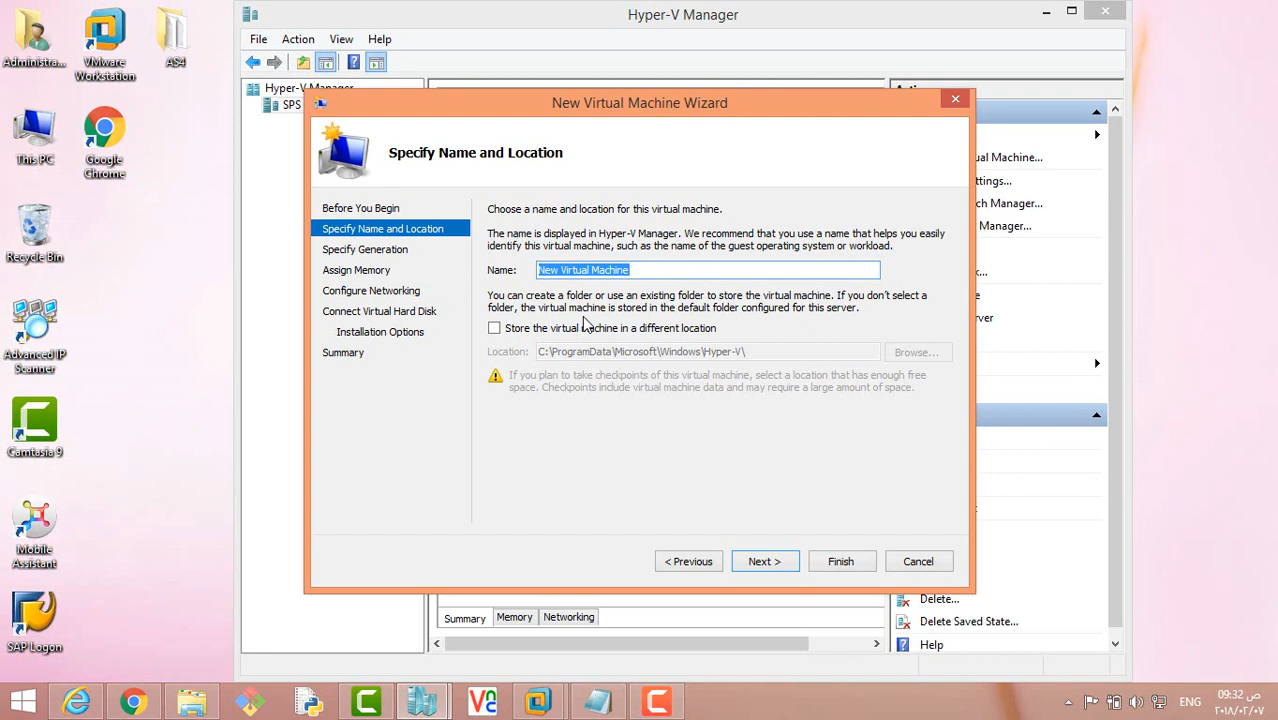 Hyper-V Manager
File Action View Help
Administra...
VMware Workstation
AS4
This PC
Google Chrome
Recycle Bin
Advanced IP Scanner
Camtasia 9
Mobile Assistant
SAP Logon
Hyper-V Manager
SPS
New Virtual Machine Wizard
Specify Name and Location
Before You Begin
Specify Name and Location
Specify Generation
Assign Memory
Configure Networking
Connect Virtual Hard Disk
Installation Options
Summary
Choose a name and location for this virtual machine.
The name is displayed in Hyper-V Manager. We recommend that you use a name that helps you easily
identify this virtual machine, such as the name of the guest operating system or workload.
Name: New Virtual Machine
You can create a folder or use an existing folder to store the virtual machine. If you don't select a
folder, the virtual machine is stored in the default folder configured for this server.
Store the virtual machine in a different location
Location: C:\ProgramData\Microsoft\Windows\Hyper-V\ Browse...
If you plan to take checkpoints of this virtual machine, select a location that has enough free
space. Checkpoints include virtual machine data and may require a large amount of space.
< Previous Next > Finish Cancel
ual Machine...
ttings...
tch Manager...
Manager...
erver
Summary Memory Networking
Delete...
Delete Saved State...
Help
ENG
09:32 ص
٢٠١٨/٠٢/٠٧